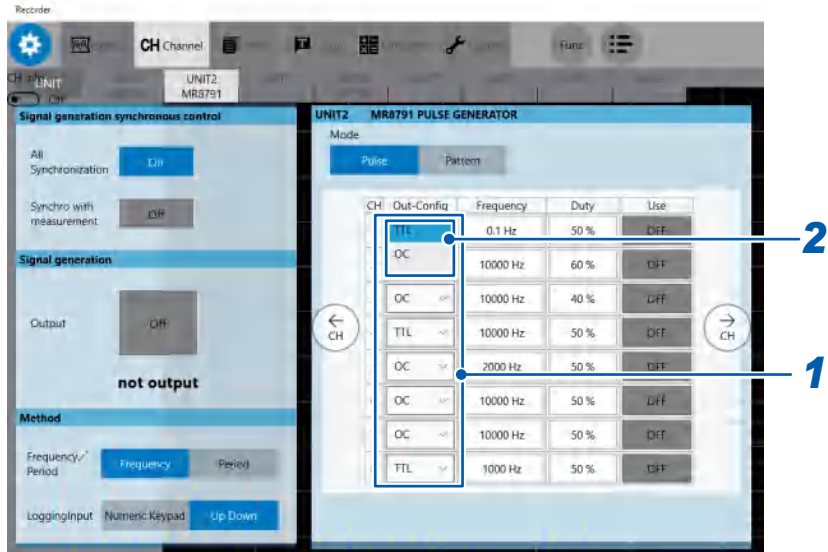 Recorder
CH Channel
Func
UNIT
On
UNIT2
MR8791
Signal generation synchronous control
All
Synchronization
On
Synchro with
measurement
Off
Signal generation
Output
Off
not output
Method
Frequency/
Period
Frequency
Period
LoggingInput
Numeric Keypad
Up Down
UNIT2 MR8791 PULSE GENERATOR
Mode
Pulse
Pattern
CH Out-Config Frequency Duty Use
TTL 0.1 Hz 50 % OFF
OC 10000 Hz 60 % OFF
OC 10000 Hz 40 % OFF
TTL 10000 Hz 50 % OFF
OC 2000 Hz 50 % OFF
OC 10000 Hz 50 % OFF
OC 10000 Hz 50 % OFF
TTL 1000 Hz 50 % OFF
← CH
→ CH
2
1